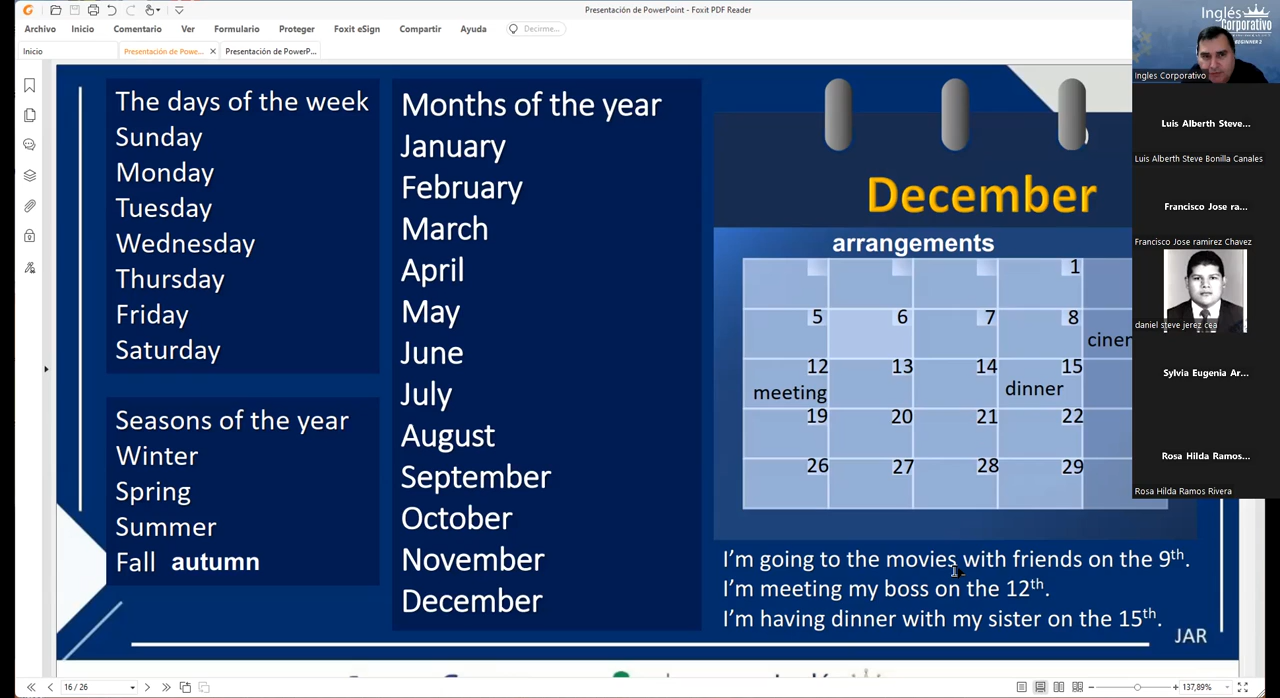 Presentación de PowerPoint - Foxit PDF Reader
Archivo Inicio Comentario Ver Formulario Proteger Foxit eSign Compartir Ayuda Decirme...
Inicio Presentación de Powe... Presentación de PowerP...
The days of the week
Sunday
Monday
Tuesday
Wednesday
Thursday
Friday
Saturday
Seasons of the year
Winter
Spring
Summer
Fall autumn
Months of the year
January
February
March
April
May
June
July
August
September
October
November
December
December
arrangements
1
5 6 7 8
ciner
12 13 14 15
meeting dinner
19 20 21 22
26 27 28 29
I'm going to the movies with friends on the 9th.
I'm meeting my boss on the 12th.
I'm having dinner with my sister on the 15th.
JAR
Inglés
Corporativo
BEGINNER 2
Ingles Corporativo
Luis Alberth Steve...
Luis Alberth Steve Bonilla Canales
Francisco Jose ra...
Francisco Jose ramirez Chavez
daniel steve jerez cea
Sylvia Eugenia Ar...
Rosa Hilda Ramos...
Rosa Hilda Ramos Rivera
16 / 26
137,89%